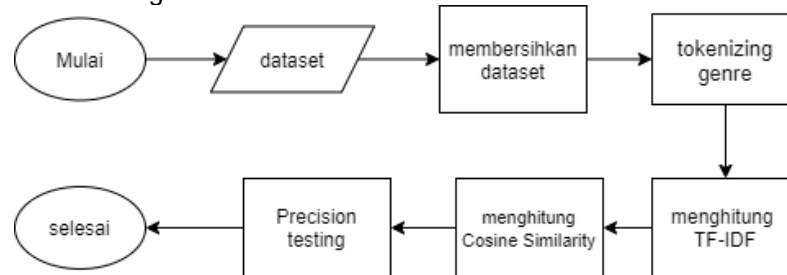 Mulai
dataset
membersihkan
dataset
tokenizing
genre
menghitung
TF-IDF
menghitung
Cosine Similarity
Precision
testing
selesai